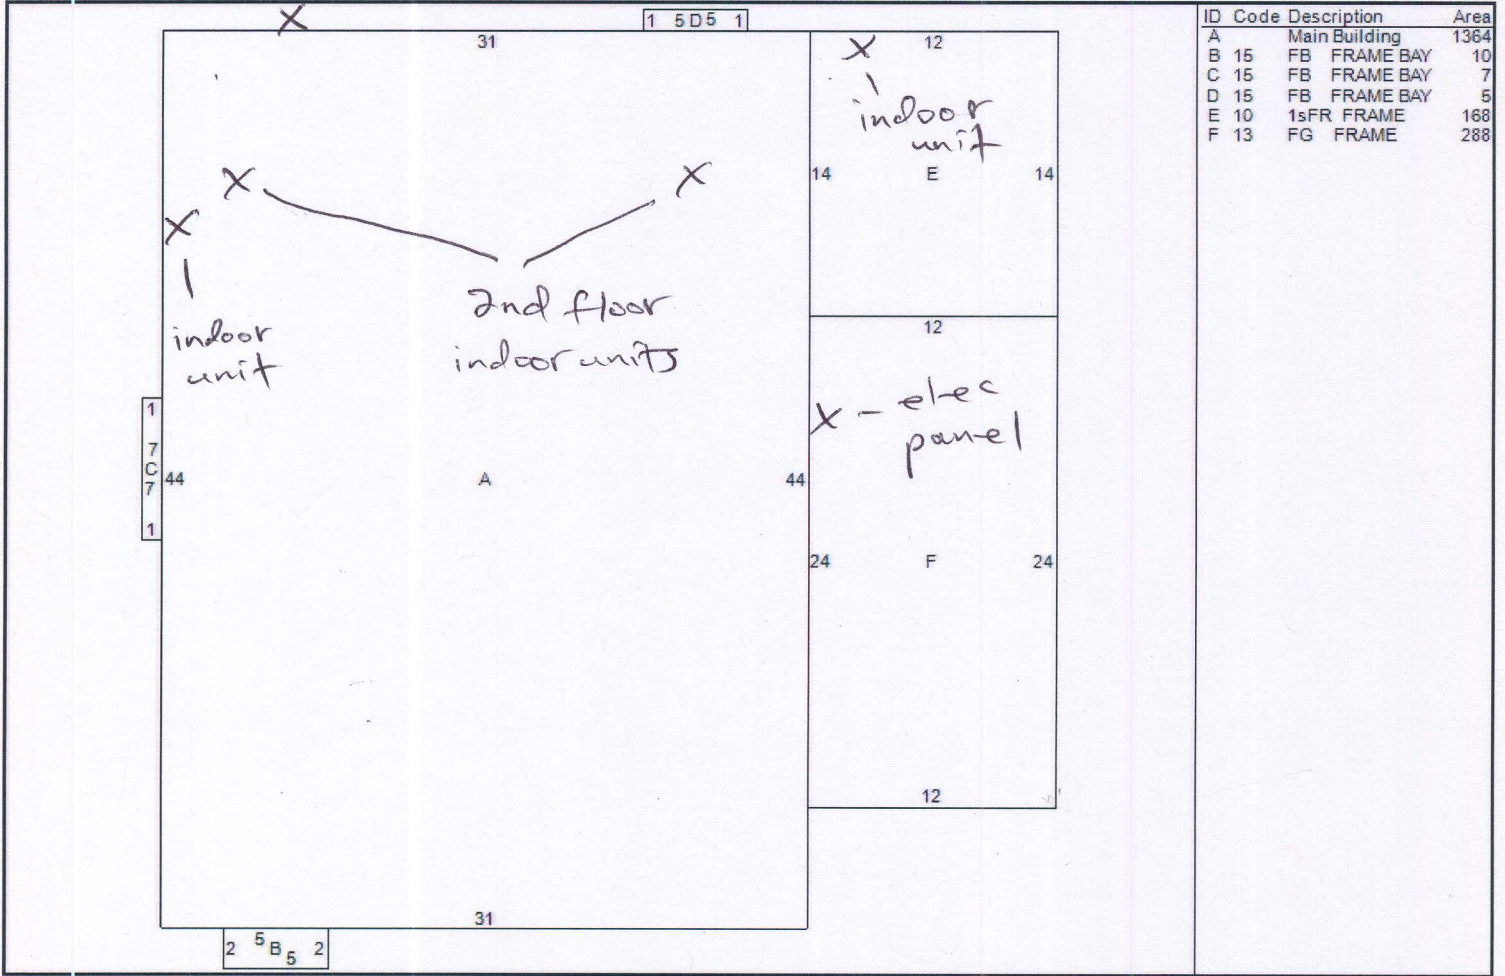 ID Code Description Area
A Main Building 1364
B 15 FB FRAME BAY 10
C 15 FB FRAME BAY 7
D 15 FB FRAME BAY 5
E 10 1sFR FRAME 168
F 13 FG FRAME 288
X
1 5 D 5 1
31
12
X
indoor
unit
14 E 14
X
X
X
2nd floor
indoor units
indoor
unit
12
X - elec
panel
1
7
C
7
1
44 A 44
24 F 24
12
31
2 5 B 5 2